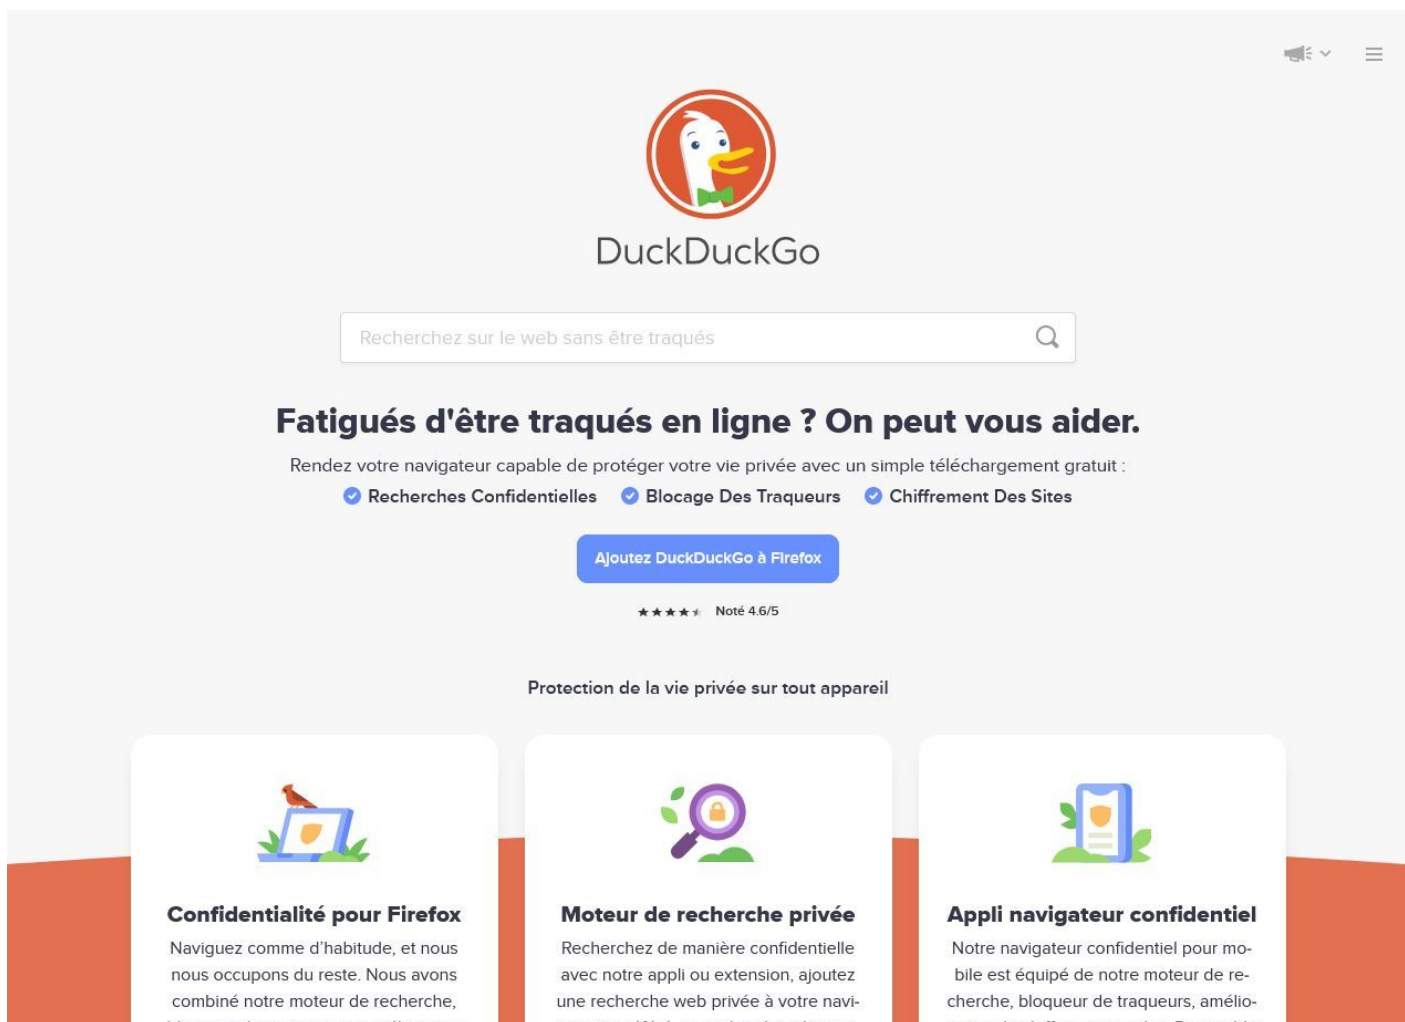 DuckDuckGo
Recherchez sur le web sans être traqués
Fatigués d'être traqués en ligne ? On peut vous aider.
Rendez votre navigateur capable de protéger votre vie privée avec un simple téléchargement gratuit :
Recherches Confidentielles Blocage Des Traqueurs Chiffrement Des Sites
Ajoutez DuckDuckGo à Firefox
Noté 4.6/5
Protection de la vie privée sur tout appareil
Confidentialité pour Firefox
Naviguez comme d'habitude, et nous
nous occupons du reste. Nous avons
combiné notre moteur de recherche,
Moteur de recherche privée
Recherchez de manière confidentielle
avec notre appli ou extension, ajoutez
une recherche web privée à votre navi-
Appli navigateur confidentiel
Notre navigateur confidentiel pour mo-
bile est équipé de notre moteur de re-
cherche, bloqueur de traqueurs, amélio-